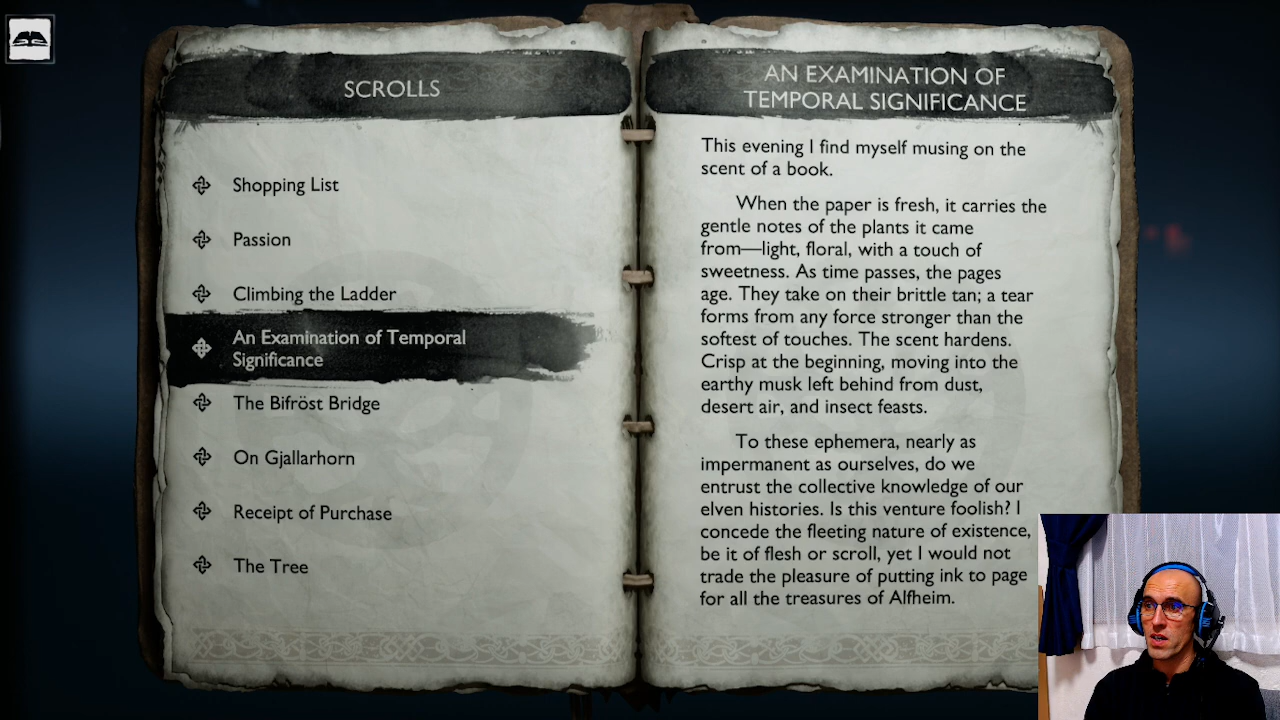 SCROLLS
Shopping List
Passion
Climbing the Ladder
An Examination of Temporal
Significance
The Bifröst Bridge
On Gjallarhorn
Receipt of Purchase
The Tree
AN EXAMINATION OF
TEMPORAL SIGNIFICANCE
This evening I find myself musing on the
scent of a book.
When the paper is fresh, it carries the
gentle notes of the plants it came
from—light, floral, with a touch of
sweetness. As time passes, the pages
age. They take on their brittle tan; a tear
forms from any force stronger than the
softest of touches. The scent hardens.
Crisp at the beginning, moving into the
earthy musk left behind from dust,
desert air, and insect feasts.
To these ephemera, nearly as
impermanent as ourselves, do we
entrust the collective knowledge of our
elven histories. Is this venture foolish? I
concede the fleeting nature of existence,
be it of flesh or scroll, yet I would not
trade the pleasure of putting ink to page
for all the treasures of Alfheim.